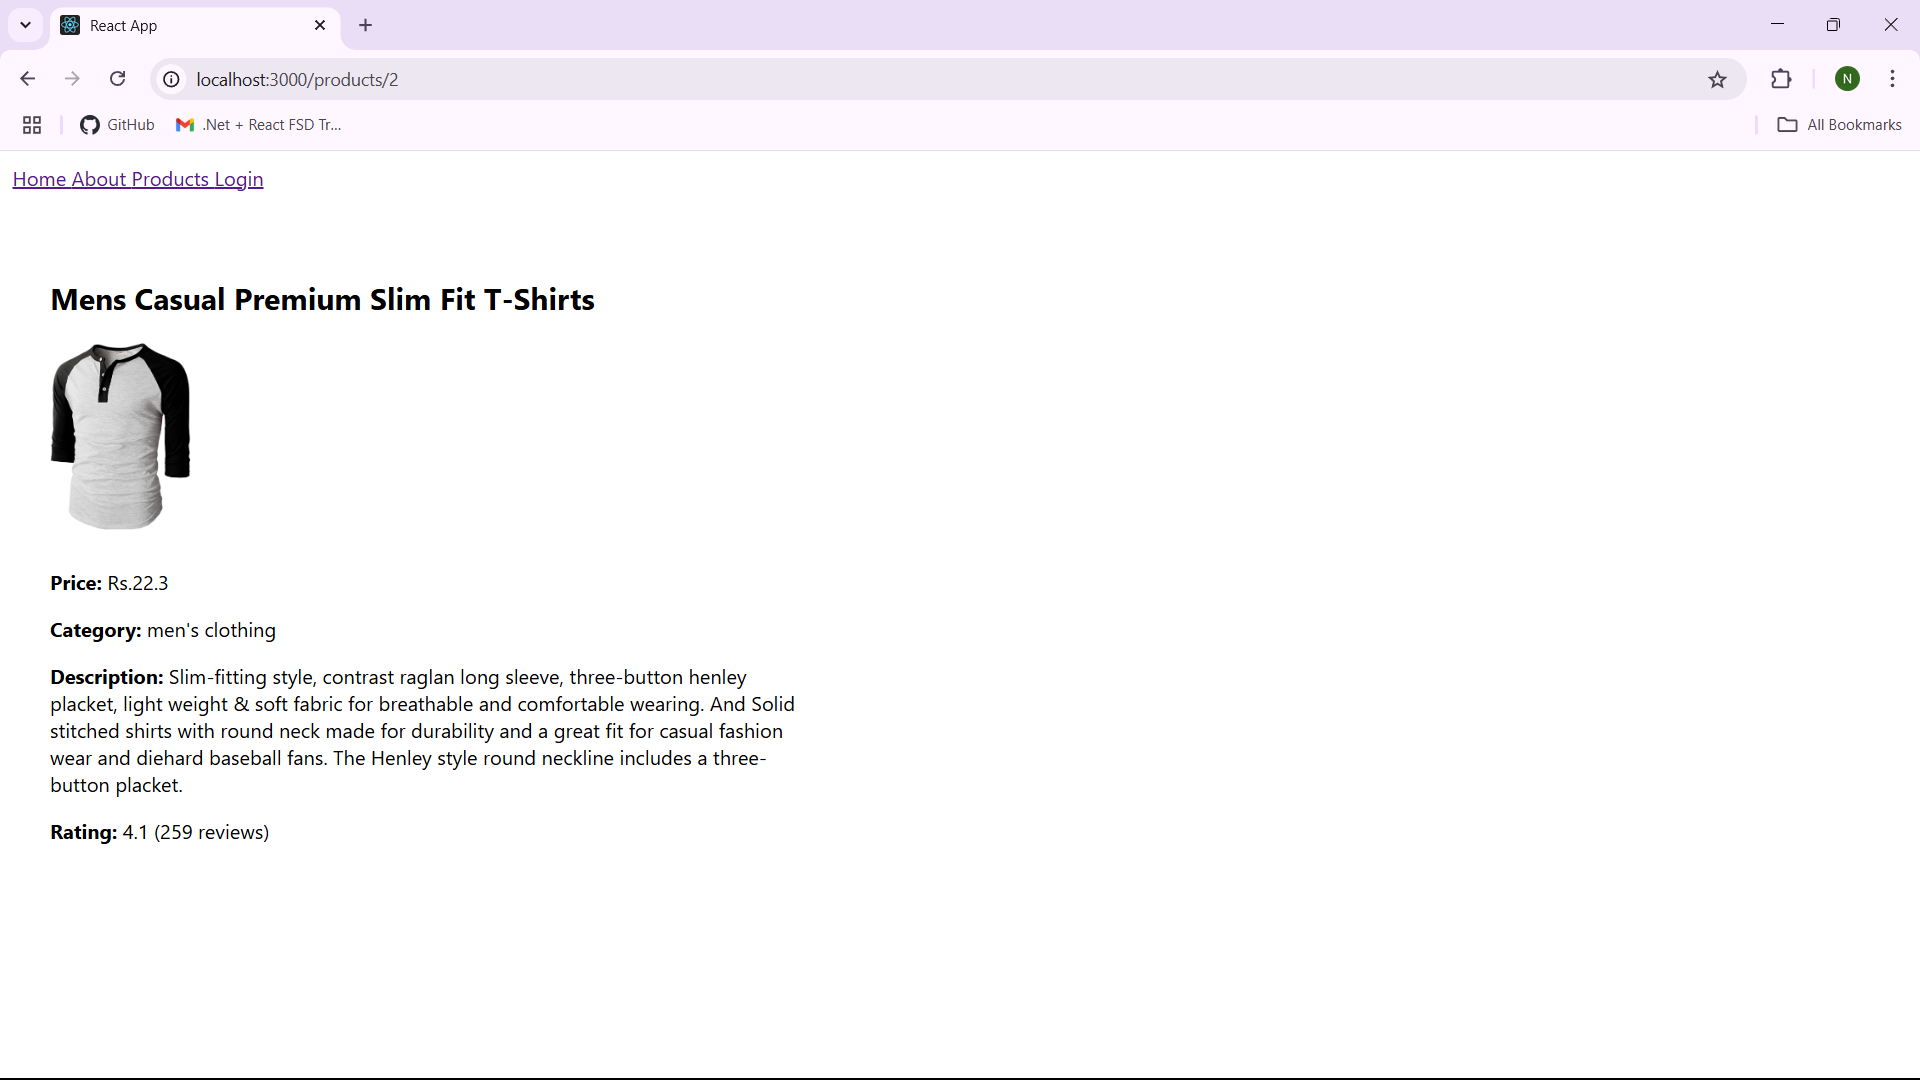 React App
localhost:3000/products/2
N
GitHub
.Net + React FSD Tr...
All Bookmarks
Home About Products Login
Mens Casual Premium Slim Fit T-Shirts
Price: Rs.22.3
Category: men's clothing
Description: Slim-fitting style, contrast raglan long sleeve, three-button henley
placket, light weight & soft fabric for breathable and comfortable wearing. And Solid
stitched shirts with round neck made for durability and a great fit for casual fashion
wear and diehard baseball fans. The Henley style round neckline includes a three-
button placket.
Rating: 4.1 (259 reviews)